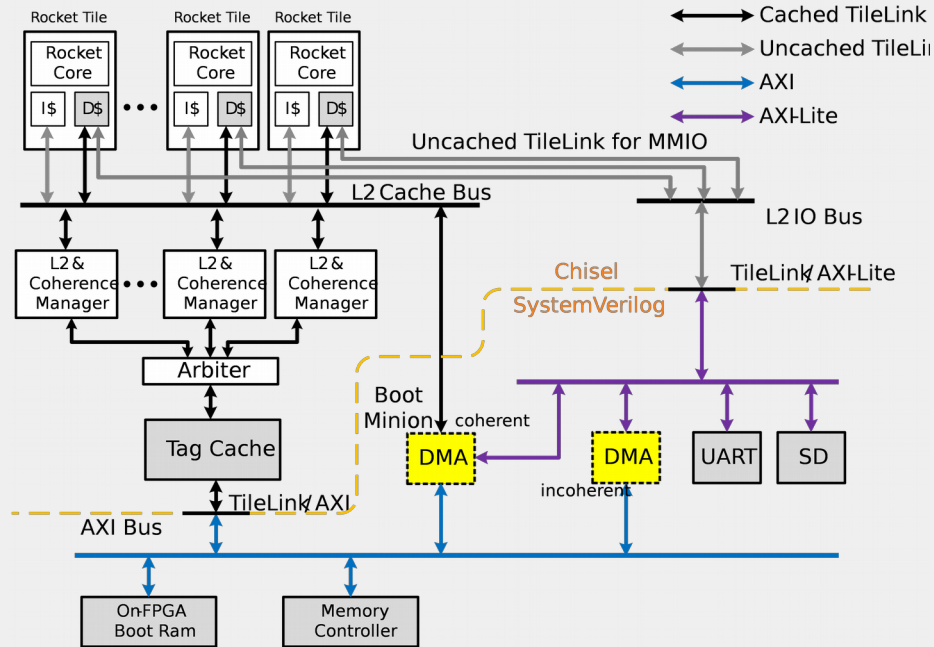 Rocket Tile
Rocket Tile
Rocket Tile
Cached TileLink
Uncached TileLi
AXI
AXI-Lite
Rocket
Core
I$
D$
Rocket
Core
I$
D$
Rocket
Core
I$
D$
Uncached TileLink for MMIO
L2 Cache Bus
L2 IO Bus
L2 &
Coherence
Manager
L2 &
Coherence
Manager
L2 &
Coherence
Manager
Chisel
SystemVerilog
TileLink/AXI-Lite
Arbiter
Boot
Minion
coherent
Tag Cache
DMA
DMA
UART
SD
incoherent
TileLink/AXI
AXI Bus
On-FPGA
Boot Ram
Memory
Controller